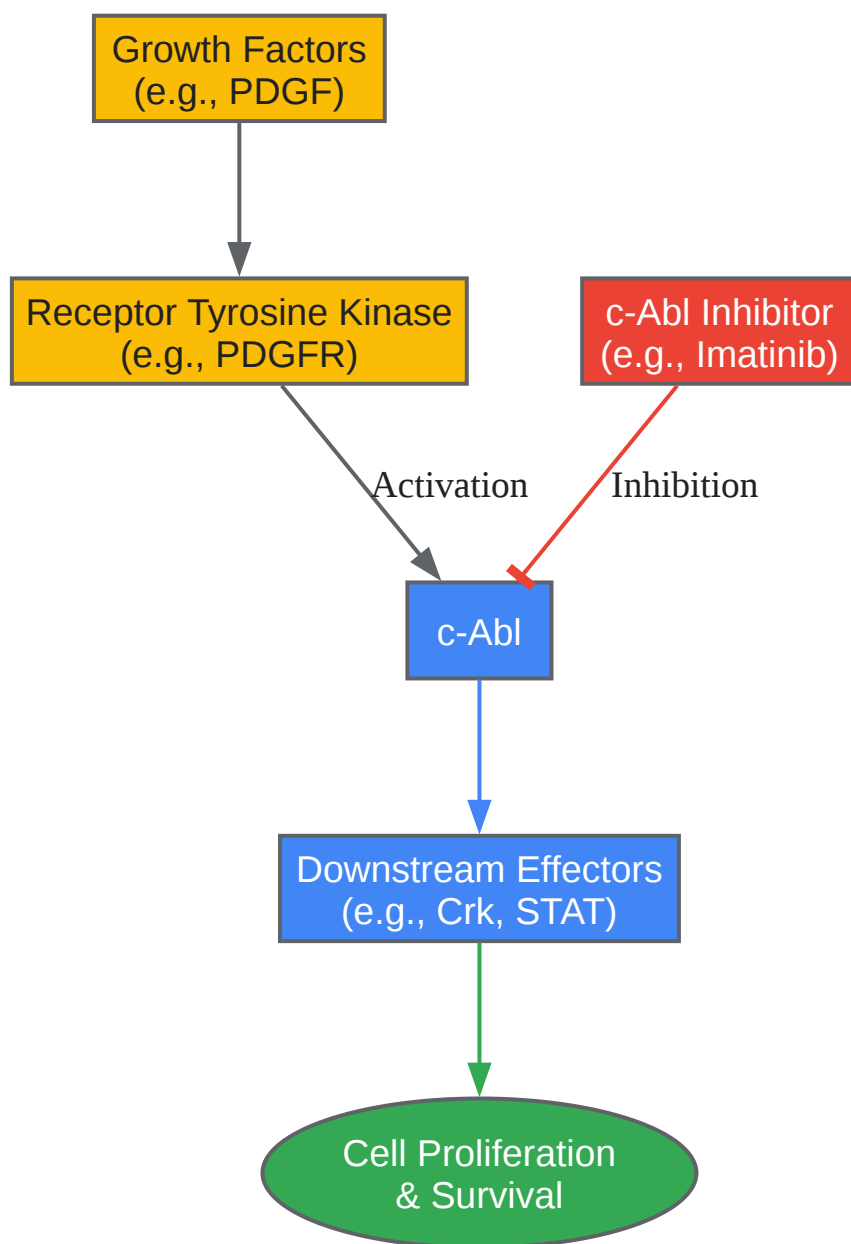 Growth Factors
(e.g., PDGF)
Receptor Tyrosine Kinase
(e.g., PDGFR)
c-Abl Inhibitor
(e.g., Imatinib)
Activation
Inhibition
c-Abl
Downstream Effectors
(e.g., Crk, STAT)
Cell Proliferation
& Survival